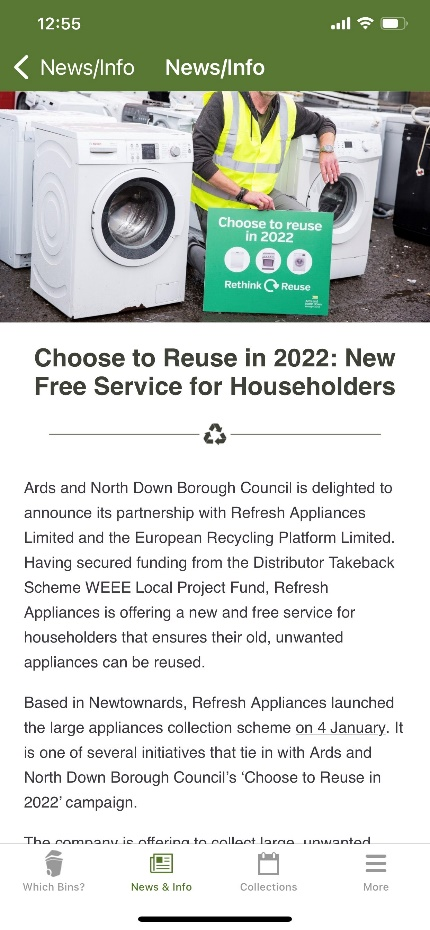 12:55
News/Info
News/Info
Choose to reuse
in 2022
Rethink
Reuse
Choose to Reuse in 2022: New
Free Service for Householders
Ards and North Down Borough Council is delighted to
announce its partnership with Refresh Appliances
Limited and the European Recycling Platform Limited.
Having secured funding from the Distributor Takeback
Scheme WEEE Local Project Fund, Refresh
Appliances is offering a new and free service for
householders that ensures their old, unwanted
appliances can be reused.
Based in Newtownards, Refresh Appliances launched
the large appliances collection scheme on 4 January. It
is one of several initiatives that tie in with Ards and
North Down Borough Council's 'Choose to Reuse in
2022' campaign.
The company is offering to collect large, unwanted
Which Bins?
News & Info
Collections
More